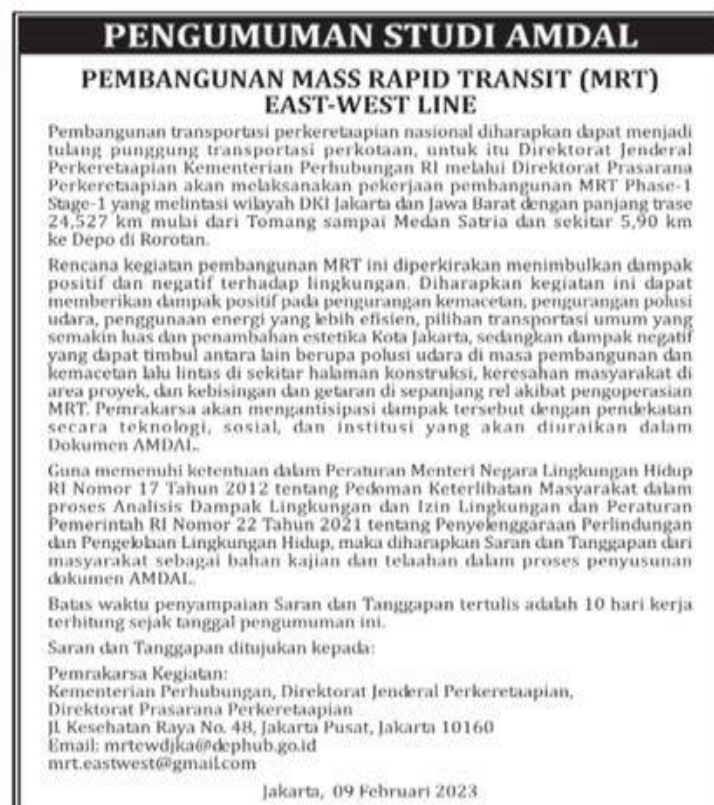 PENGUMUMAN STUDI AMDAL
PEMBANGUNAN MASS RAPID TRANSIT (MRT)
EAST-WEST LINE
Pembangunan transportasi perkeretaapian nasional diharapkan dapat menjadi
tulang punggung transportasi perkotaan, untuk itu Direktorat Jenderal
Perkeretaapian Kementerian Perhubungan RI melalui Direktorat Prasarana
Perkeretaapian akan melaksanakan pekerjaan pembangunan MRT Phase-1
Stage-1 yang melintasi wilayah DKI Jakarta dan Jawa Barat dengan panjang trase
24,527 km mulai dari Tomang sampai Medan Satria dan sekitar 5,90 km
ke Depo di Rorotan.
Rencana kegiatan pembangunan MRT ini diperkirakan menimbulkan dampak
positif dan negatif terhadap lingkungan. Diharapkan kegiatan ini dapat
memberikan dampak positif pada pengurangan kemacetan, pengurangan polusi
udara, penggunaan energi yang lebih efisien, pilihan transportasi umum yang
semakin luas dan penambahan estetika Kota Jakarta, sedangkan dampak negatif
yang dapat timbul antara lain berupa polusi udara di masa pembangunan dan
kemacetan lalu lintas di sekitar halaman konstruksi, keresahan masyarakat di
area proyek, dan kebisingan dan getaran di sepanjang rel akibat pengoperasian
MRT. Pemrakarsa akan mengantisipasi dampak tersebut dengan pendekatan
secara teknologi, sosial, dan institusi yang akan diuraikan dalam
Dokumen AMDAL.
Guna memenuhi ketentuan dalam Peraturan Menteri Negara Lingkungan Hidup
RI Nomor 17 Tahun 2012 tentang Pedoman Keterlibatan Masyarakat dalam
proses Analisis Dampak Lingkungan dan Izin Lingkungan dan Peraturan
Pemerintah RI Nomor 22 Tahun 2021 tentang Penyelenggaraan Perlindungan
dan Pengelolaan Lingkungan Hidup, maka diharapkan Saran dan Tanggapan dari
masyarakat sebagai bahan kajian dan telaahan dalam proses penyusunan
dokumen AMDAL.
Batas waktu penyampaian Saran dan Tanggapan tertulis adalah 10 hari kerja
terhitung sejak tanggal pengumuman ini.
Saran dan Tanggapan ditujukan kepada:
Pemrakarsa Kegiatan:
Kementerian Perhubungan, Direktorat Jenderal Perkeretaapian,
Direktorat Prasarana Perkeretaapian
Jl. Kesehatan Raya No. 48, Jakarta Pusat, Jakarta 10160
Email: mrtewdjka@dephub.go.id
mrt.eastwest@gmail.com
Jakarta, 09 Februari 2023